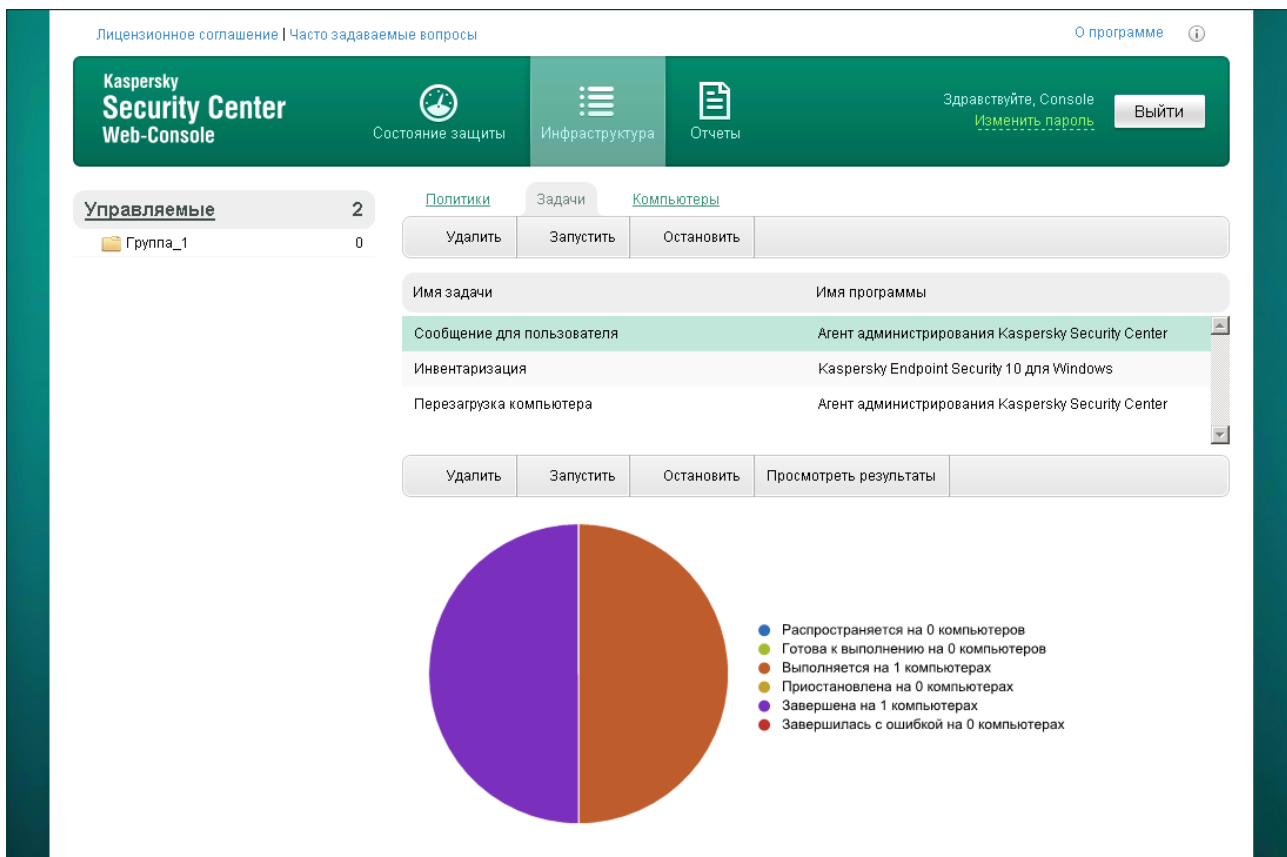 Лицензионное соглашение | Часто задаваемые вопросы
О программе
Kaspersky
Security Center
Web-Console
Состояние защиты
Инфраструктура
Отчеты
Здравствуйте, Console
Изменить пароль
Выйти
Управляемые 2
Группа_1 0
Политики Задачи Компьютеры
Удалить Запустить Остановить
Имя задачи Имя программы
Сообщение для пользователя Агент администрирования Kaspersky Security Center
Инвентаризация Kaspersky Endpoint Security 10 для Windows
Перезагрузка компьютера Агент администрирования Kaspersky Security Center
Удалить Запустить Остановить Просмотреть результаты
Распространяется на 0 компьютеров
Готова к выполнению на 0 компьютеров
Выполняется на 1 компьютерах
Приостановлена на 0 компьютерах
Завершена на 1 компьютерах
Завершилась с ошибкой на 0 компьютерах